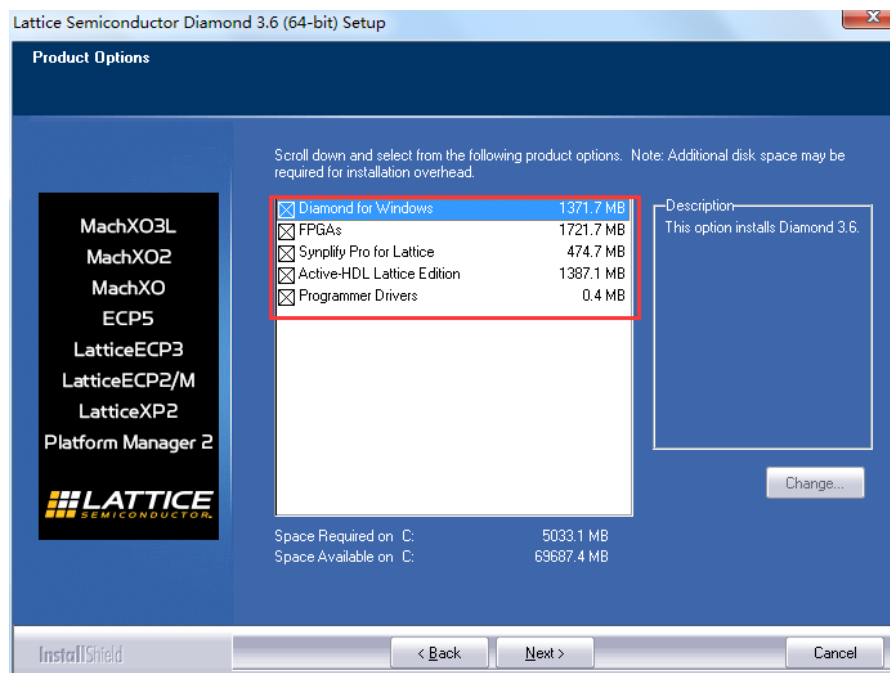 Lattice Semiconductor Diamond 3.6 (64-bit) Setup
Product Options
Scroll down and select from the following product options. Note: Additional disk space may be
required for installation overhead.
Diamond for Windows 1371.7 MB
FPGAs 1721.7 MB
Synplify Pro for Lattice 474.7 MB
Active-HDL Lattice Edition 1387.1 MB
Programmer Drivers 0.4 MB
Description
This option installs Diamond 3.6.
MachXO3L
MachXO2
MachXO
ECP5
LatticeECP3
LatticeECP2/M
LatticeXP2
Platform Manager 2
LATTICE
SEMICONDUCTOR.
Change...
Space Required on C: 5033.1 MB
Space Available on C: 69687.4 MB
InstallShield
< Back
Next >
Cancel